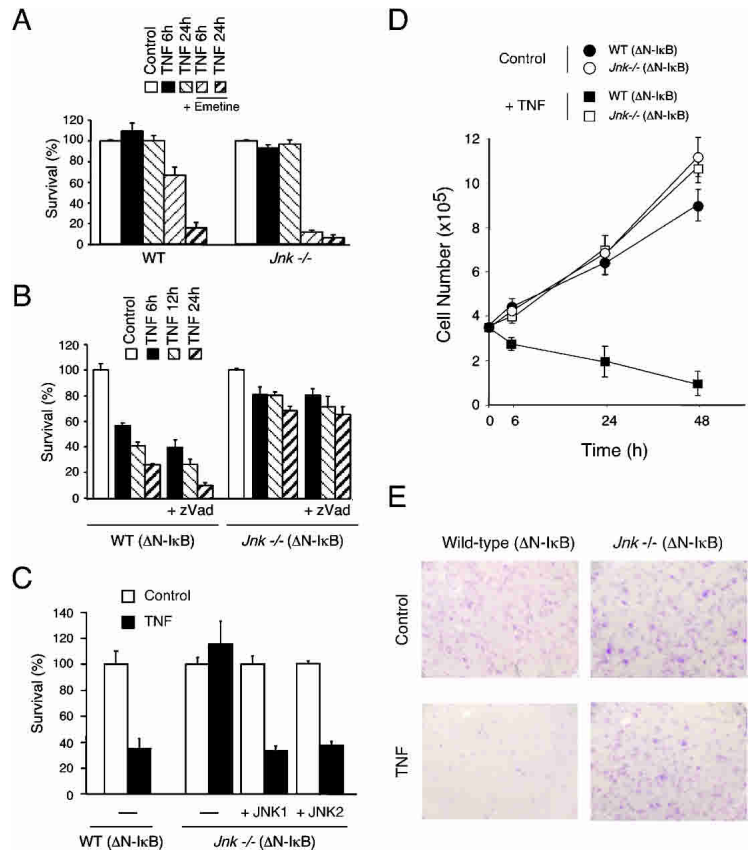 A
Control
TNF 6h
TNF 24h
TNF 6h
TNF 24h
+ Emetine
Survival (%)
120
100
80
60
40
20
0
WT
Jnk -/-
B
Control
TNF 6h
TNF 12h
TNF 24h
Survival (%)
120
100
80
60
40
20
0
+ zVad
+ zVad
WT (ΔN-IκB)
Jnk -/- (ΔN-IκB)
C
Control
TNF
Survival (%)
140
120
100
80
60
40
20
0
—
—
+ JNK1
+ JNK2
WT (ΔN-IκB)
Jnk -/- (ΔN-IκB)
D
Control
WT (ΔN-IκB)
Jnk-/- (ΔN-IκB)
+ TNF
WT (ΔN-IκB)
Jnk-/- (ΔN-IκB)
Cell Number (x10⁵)
12
10
8
6
4
2
0
0
6
24
48
Time (h)
E
Wild-type (ΔN-IκB)
Jnk -/- (ΔN-IκB)
Control
TNF